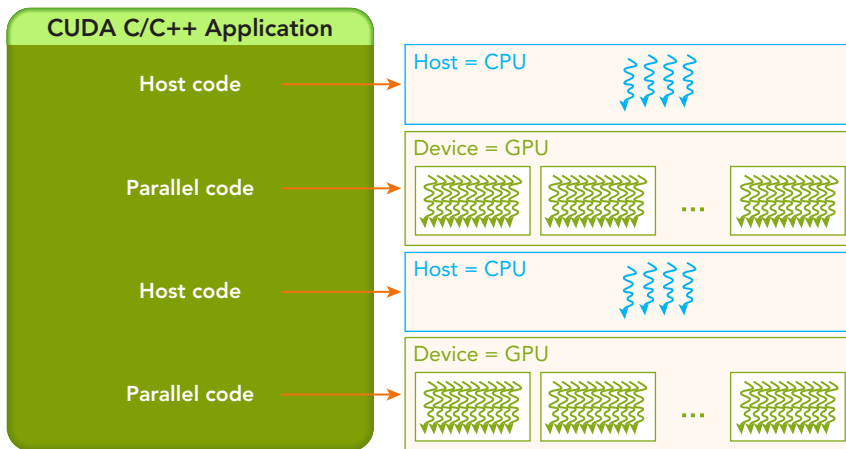 CUDA C/C++ Application
Host code
Host = CPU
Parallel code
Device = GPU
...
Host code
Host = CPU
Parallel code
Device = GPU
...